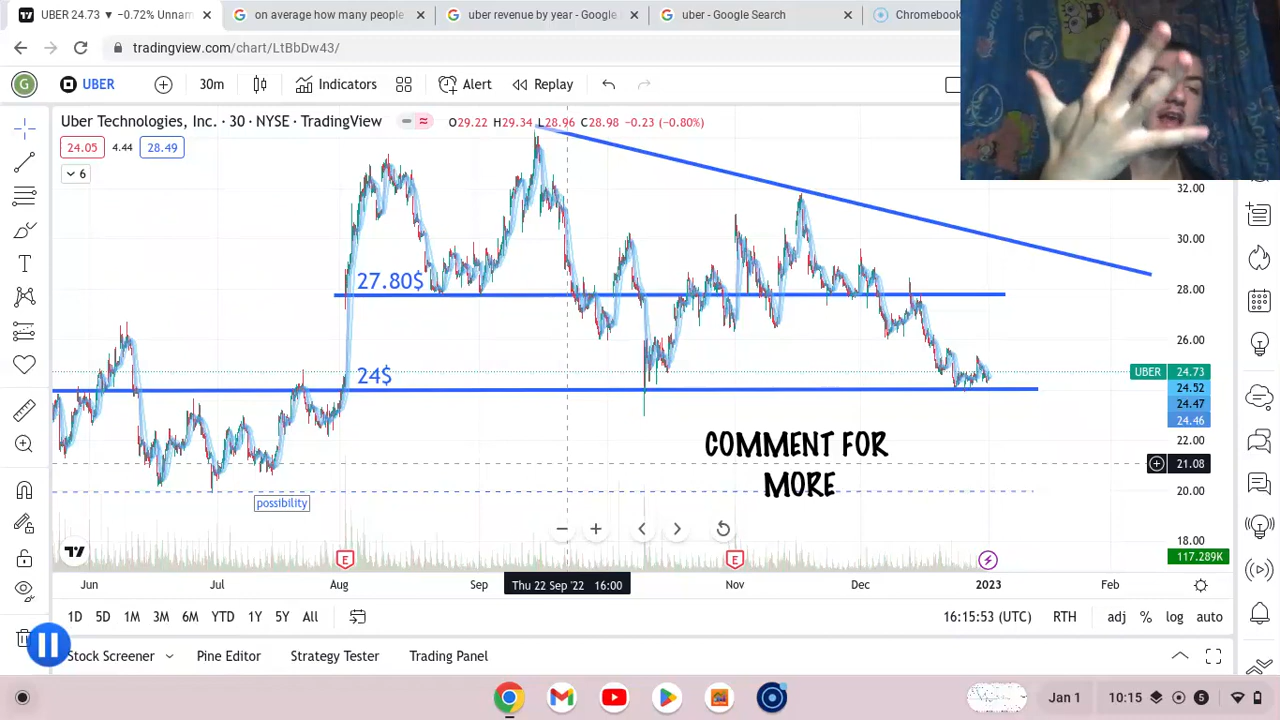 UBER 24.73 ▼ −0.72% Unnam
on average how many people
uber revenue by year - Google
uber - Google Search
Chromebook
tradingview.com/chart/LtBbDw43/
G UBER 30m Indicators Alert Replay
Uber Technologies, Inc. · 30 · NYSE · TradingView O29.22 H29.34 L28.96 C28.98 −0.23 (−0.80%)
24.05 4.44 28.49
6
32.00
30.00
27.80$
28.00
26.00
24$
UBER 24.73
24.52
24.47
24.46
COMMENT FOR
MORE
22.00
21.08
20.00
possibility
18.00
E E
117.289K
Jun Jul Aug Sep Thu 22 Sep '22 16:00 Nov Dec 2023 Feb
1D 5D 1M 3M 6M YTD 1Y 5Y All 16:15:53 (UTC) RTH adj % log auto
Stock Screener Pine Editor Strategy Tester Trading Panel
Jan 1 10:15 5